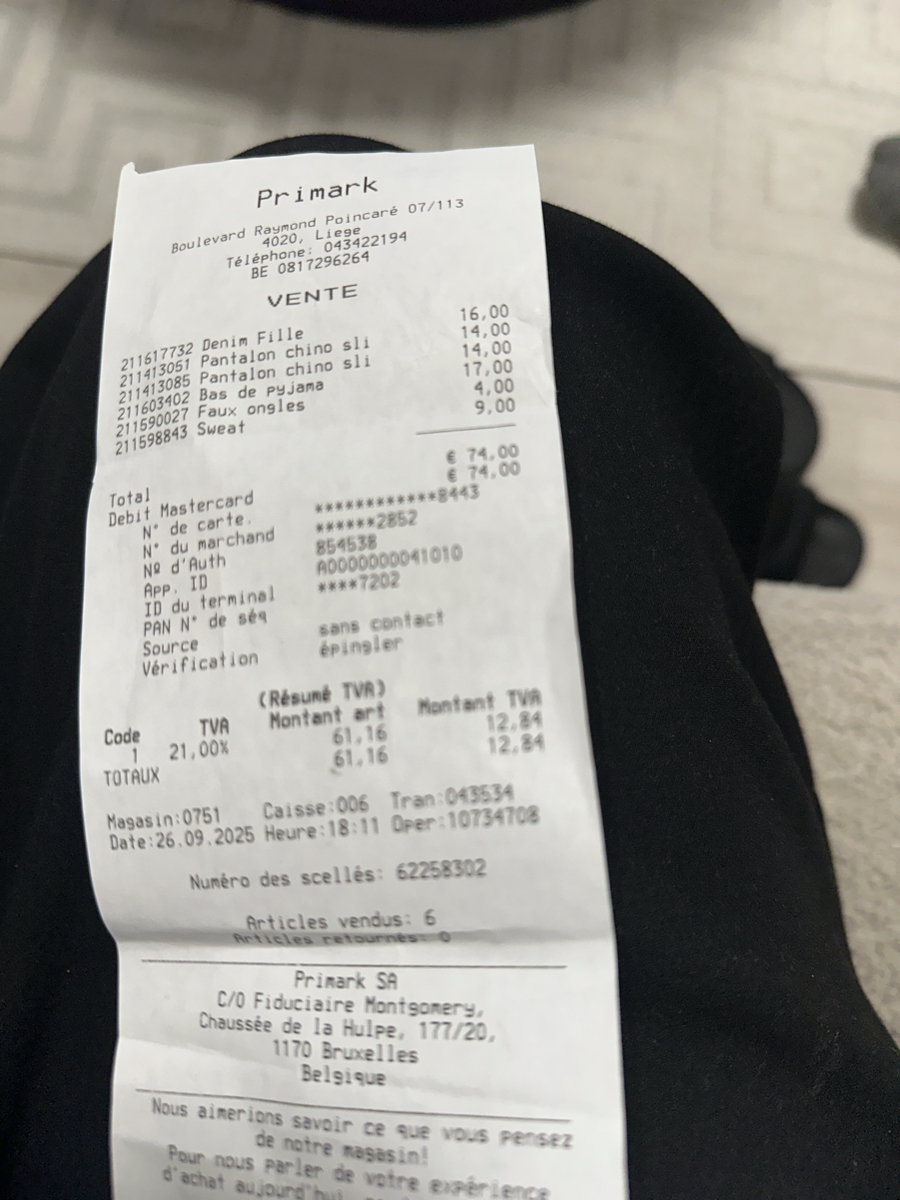 Primark
Boulevard Raymond Poincaré 07/113
4020, Liege
Téléphone: 043422194
BE 0817296264
VENTE
211617732 Denim Fille 16,00
211413051 Pantalon chino sli 14,00
211413085 Pantalon chino sli 14,00
211603402 Bas de pyjama 17,00
211590027 Faux ongles 4,00
211598843 Sweat 9,00
Total € 74,00
Debit Mastercard € 74,00
N° de carte. ************8443
N° du marchand ******2852
Nº d'Auth 854538
App. ID A0000000041010
ID du terminal ****7202
PAN N° de séq
Source sans contact
Vérification épingler
(Résumé TVA)
Code TVA Montant art Montant TVA
1 21,00% 61,16 12,84
TOTAUX 61,16 12,84
Magasin:0751 Caisse:006 Tran:043534
Date:26.09.2025 Heure:18:11 Oper:10734708
Numéro des scellés: 62258302
Articles vendus: 6
Articles retournés: 0
Primark SA
C/O Fiduciaire Montgomery,
Chaussée de la Hulpe, 177/20,
1170 Bruxelles
Belgique
Nous aimerions savoir ce que vous pensez
de notre magasin!
Pour nous parler de votre expérience
d'achat aujourd'hui,